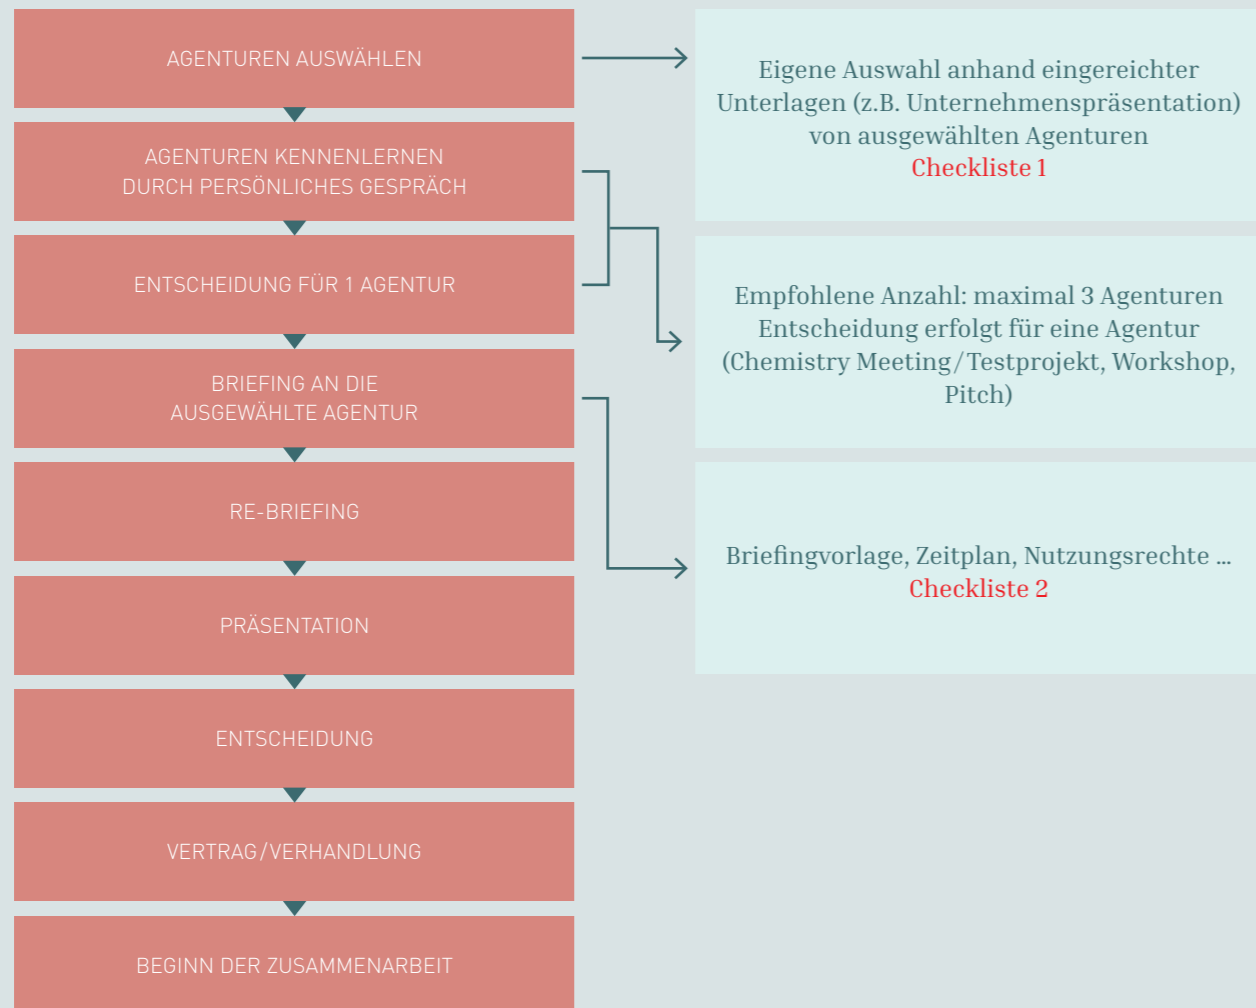 AGENTUREN AUSWÄHLEN
Eigene Auswahl anhand eingereichter
Unterlagen (z.B. Unternehmenspräsentation)
von ausgewählten Agenturen
Checkliste 1
AGENTUREN KENNENLERNEN
DURCH PERSÖNLICHES GESPRÄCH
ENTSCHEIDUNG FÜR 1 AGENTUR
Empfohlene Anzahl: maximal 3 Agenturen
Entscheidung erfolgt für eine Agentur
(Chemistry Meeting/Testprojekt, Workshop,
Pitch)
BRIEFING AN DIE
AUSGEWÄHLTE AGENTUR
RE-BRIEFING
Briefingvorlage, Zeitplan, Nutzungsrechte ...
Checkliste 2
PRÄSENTATION
ENTSCHEIDUNG
VERTRAG/VERHANDLUNG
BEGINN DER ZUSAMMENARBEIT